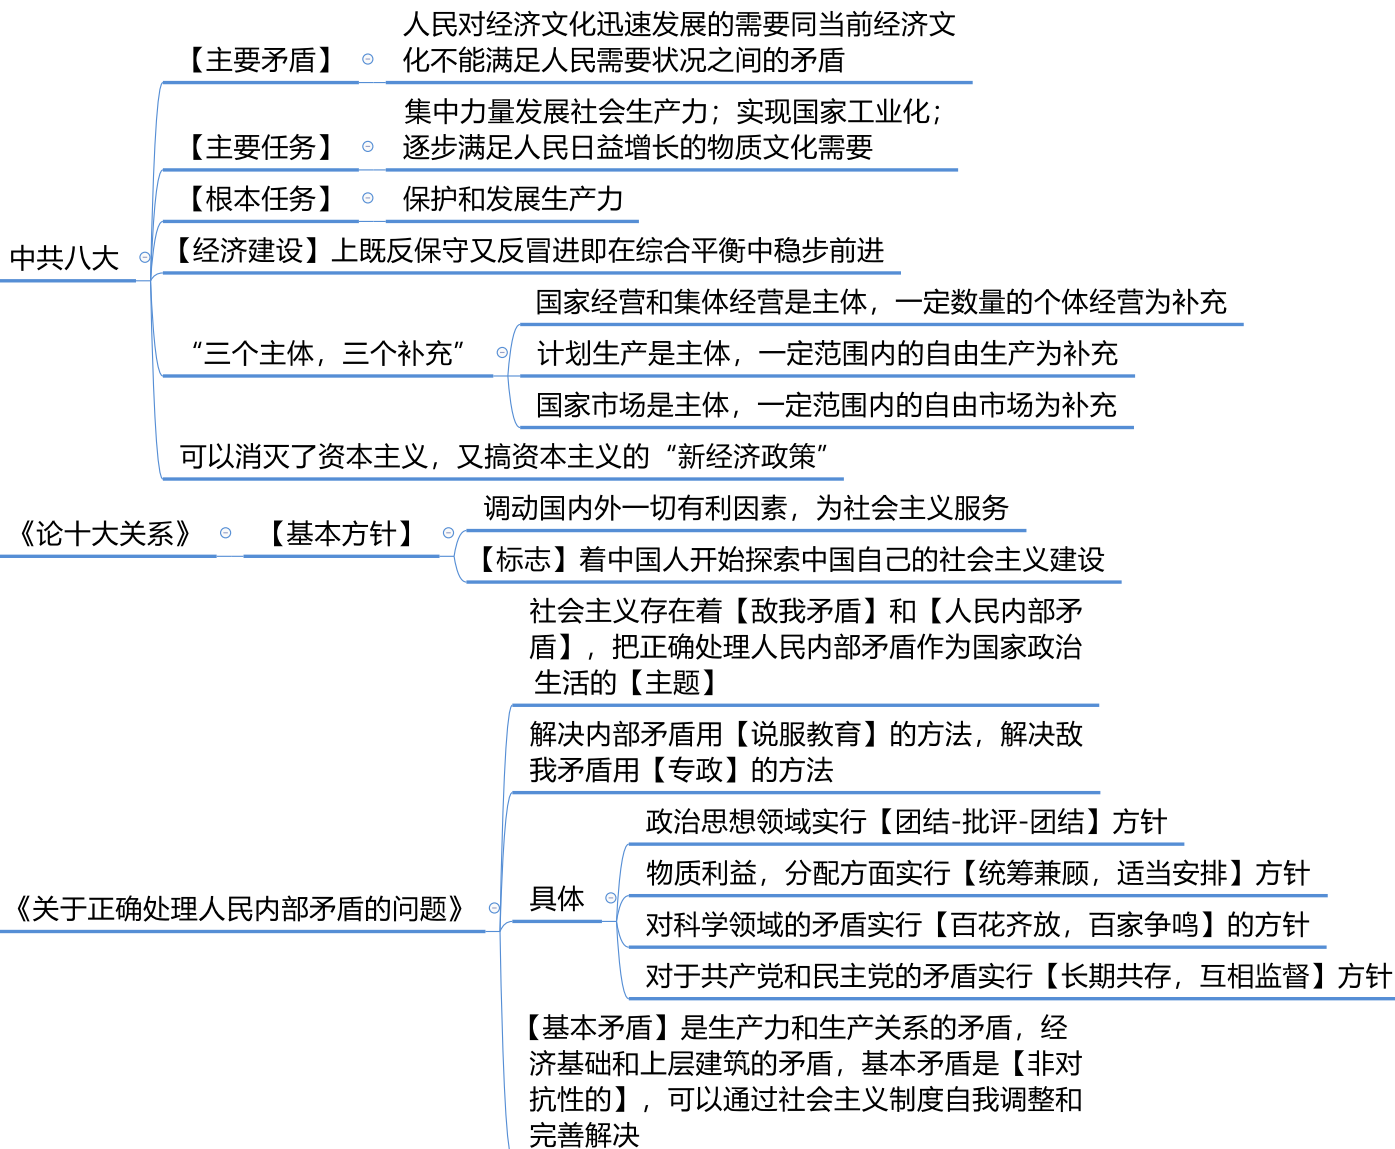 中共八大
【主要矛盾】
人民对经济文化迅速发展的需要同当前经济文
化不能满足人民需要状况之间的矛盾
【主要任务】
集中力量发展社会生产力；实现国家工业化；
逐步满足人民日益增长的物质文化需要
【根本任务】
保护和发展生产力
【经济建设】上既反保守又反冒进即在综合平衡中稳步前进
“三个主体，三个补充”
国家经营和集体经营是主体，一定数量的个体经营为补充
计划生产是主体，一定范围内的自由生产为补充
国家市场是主体，一定范围内的自由市场为补充
可以消灭了资本主义，又搞资本主义的“新经济政策”
《论十大关系》
【基本方针】
调动国内外一切有利因素，为社会主义服务
【标志】着中国人开始探索中国自己的社会主义建设
《关于正确处理人民内部矛盾的问题》
社会主义存在着【敌我矛盾】和【人民内部矛
盾】，把正确处理人民内部矛盾作为国家政治
生活的【主题】
解决内部矛盾用【说服教育】的方法，解决敌
我矛盾用【专政】的方法
具体
政治思想领域实行【团结-批评-团结】方针
物质利益，分配方面实行【统筹兼顾，适当安排】方针
对科学领域的矛盾实行【百花齐放，百家争鸣】的方针
对于共产党和民主党的矛盾实行【长期共存，互相监督】方针
【基本矛盾】是生产力和生产关系的矛盾，经
济基础和上层建筑的矛盾，基本矛盾是【非对
抗性的】，可以通过社会主义制度自我调整和
完善解决